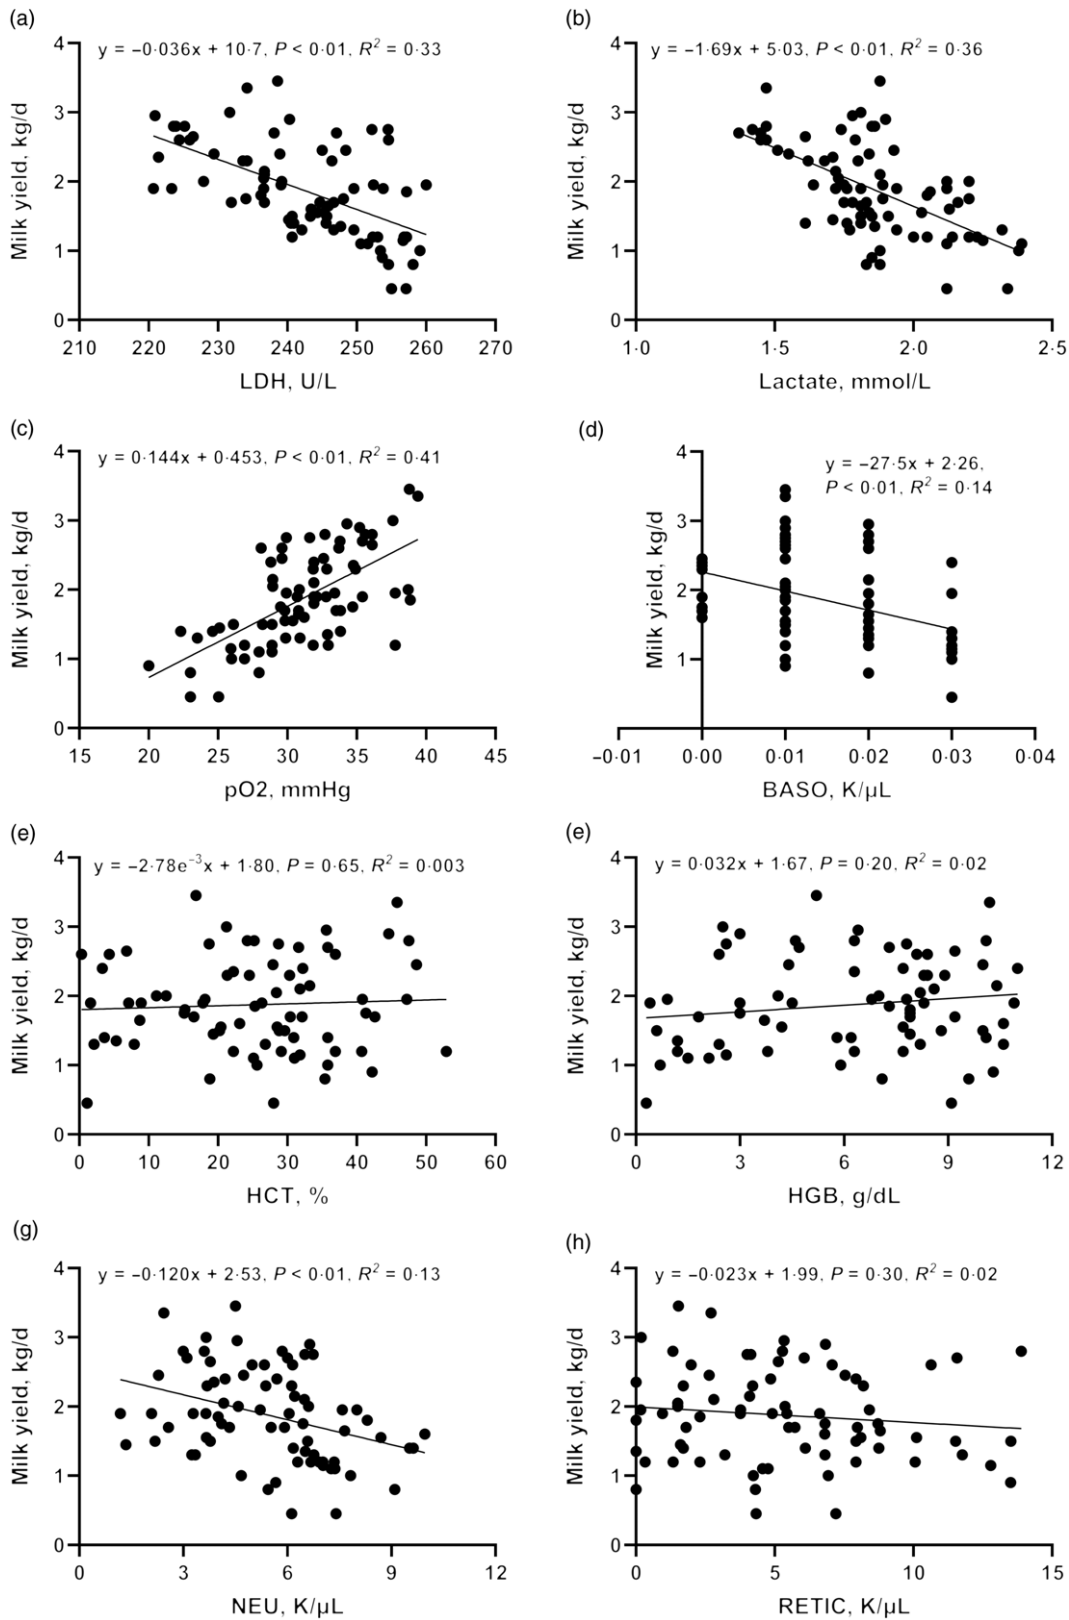 (a)
y = −0·036x + 10·7, P < 0·01, R² = 0·33
4
3
2
1
0
Milk yield, kg/d
210 220 230 240 250 260 270
LDH, U/L
(b)
y = −1·69x + 5·03, P < 0·01, R² = 0·36
4
3
2
1
0
Milk yield, kg/d
1·0 1·5 2·0 2·5
Lactate, mmol/L
(c)
y = 0·144x + 0·453, P < 0·01, R² = 0·41
4
3
2
1
0
Milk yield, kg/d
15 20 25 30 35 40 45
pO2, mmHg
(d)
y = −27·5x + 2·26,
P < 0·01, R² = 0·14
4
3
2
1
Milk yield, kg/d
−0·01 0·00 0·01 0·02 0·03 0·04
BASO, K/µL
(e)
y = −2·78e⁻³x + 1·80, P = 0·65, R² = 0·003
4
3
2
1
0
Milk yield, kg/d
0 10 20 30 40 50 60
HCT, %
(e)
y = 0·032x + 1·67, P = 0·20, R² = 0·02
4
3
2
1
0
Milk yield, kg/d
0 3 6 9 12
HGB, g/dL
(g)
y = −0·120x + 2·53, P < 0·01, R² = 0·13
4
3
2
1
0
Milk yield, kg/d
0 3 6 9 12
NEU, K/µL
(h)
y = −0·023x + 1·99, P = 0·30, R² = 0·02
4
3
2
1
0
Milk yield, kg/d
0 5 10 15
RETIC, K/µL